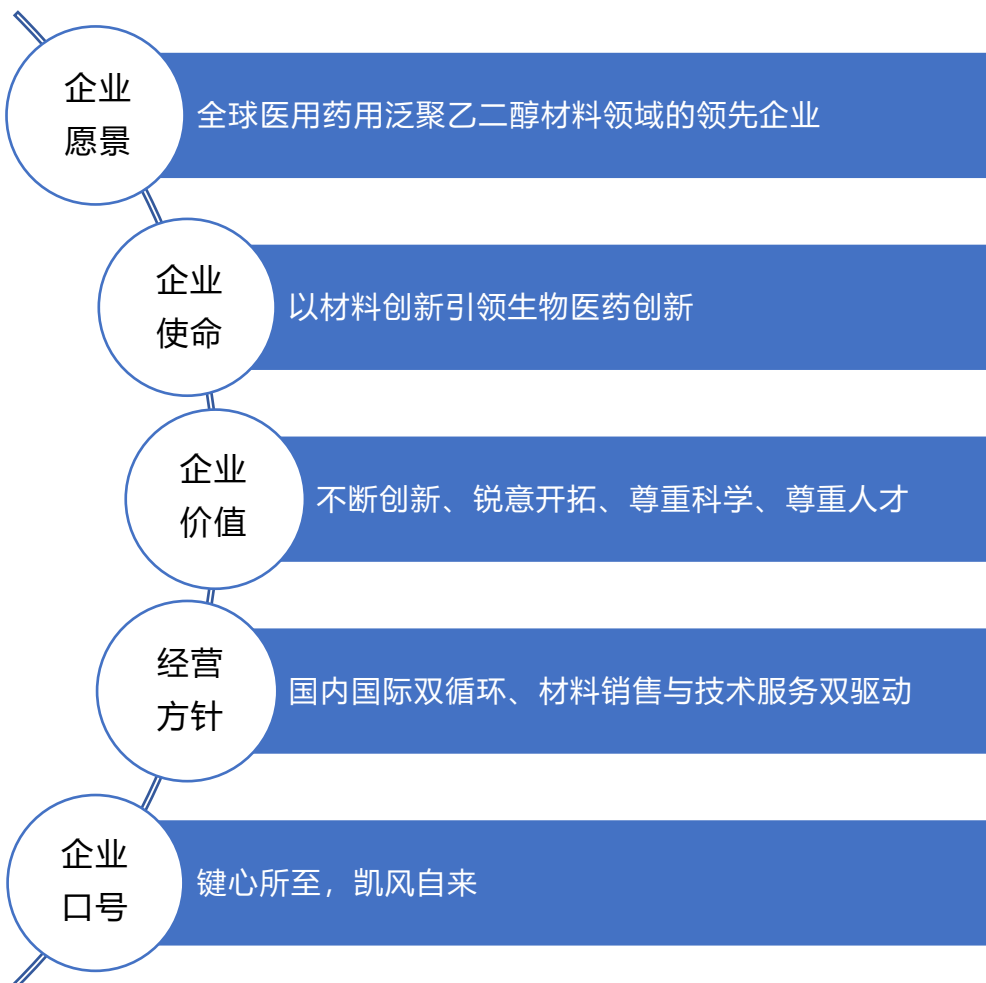 企业
愿景
全球医用药用泛聚乙二醇材料领域的领先企业
企业
使命
以材料创新引领生物医药创新
企业
价值
不断创新、锐意开拓、尊重科学、尊重人才
经营
方针
国内国际双循环、材料销售与技术服务双驱动
企业
口号
键心所至，凯风自来